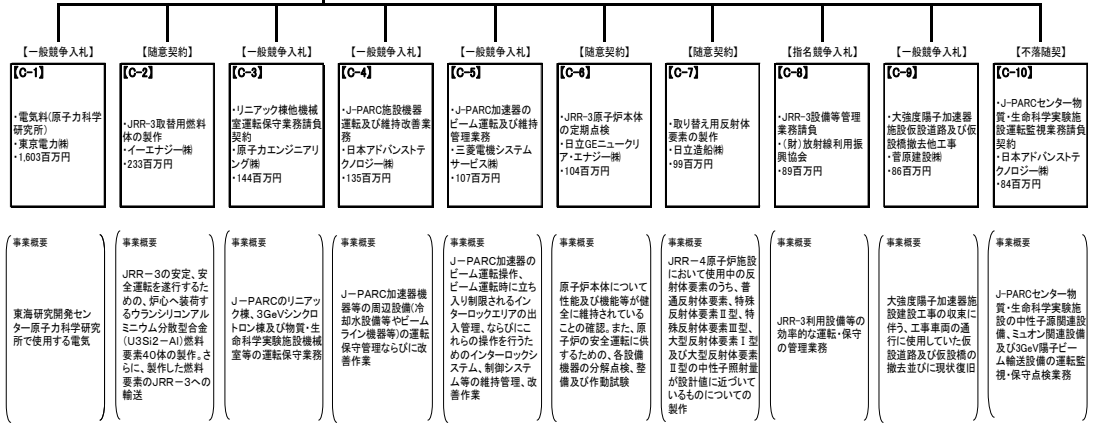 【一般競争入札】
【C-1】
・電気料(原子力科学
研究所)
・東京電力㈱
・1,603百万円
事業概要
東海研究開発セン
ター原子力科学研究
所で使用する電気
【随意契約】
【C-2】
・JRR-3取替用燃料
体の製作
・イーエナジー㈱
・233百万円
事業概要
JRR-3の安定、安
全運転を遂行するた
めの、炉心へ装荷す
るウランシリコンアル
ミニウム分散型合金
(U3Si2-Al)燃料
要素40体の製作。さ
らに、製作した燃料
要素のJRR-3への
輸送
【一般競争入札】
【C-3】
・リニアック棟他機械
室運転保守業務請負
契約
・原子力エンジニアリ
ング㈱
・144百万円
事業概要
J-PARCのリニアッ
ク棟、3GeVシンクロ
トロン棟及び物質・生
命科学実験施設機械
室等の運転保守業務
【一般競争入札】
【C-4】
・J-PARC施設機器
運転及び維持改善業
務
・日本アドバンストテ
クノロジー㈱
・135百万円
事業概要
J-PARC加速器機
器等の周辺設備(冷
却水設備等やビーム
ライン機器等)の運転
保守管理ならびに改
善作業
【一般競争入札】
【C-5】
・J-PARC加速器の
ビーム運転及び維持
管理業務
・三菱電機システム
サービス㈱
・107百万円
事業概要
J-PARC加速器の
ビーム運転操作、
ビーム運転時に立ち
入り制限されるイン
ターロックエリアの出
入管理、ならびにこ
れらの操作を行うた
めのインターロックシ
ステム、制御システ
ム等の維持管理、改
善作業
【随意契約】
【C-6】
・JRR-3原子炉本体
の定期点検
・日立GEニュークリ
ア・エナジー㈱
・104百万円
事業概要
原子炉本体について
性能及び機能等が健
全に維持されている
ことの確認。また、原
子炉の安全運転に供
するための、各設備
機器の分解点検、整
備及び作動試験
【随意契約】
【C-7】
・取り替え用反射体
要素の製作
・日立造船㈱
・99百万円
事業概要
JRR-4原子炉施設
において使用中の反
射体要素のうち、普
通反射体要素、特殊
反射体要素Ⅱ型、特
殊反射体要素Ⅲ型、
大型反射体要素Ⅰ型
及び大型反射体要素
Ⅱ型の中性子照射量
が設計値に近づいて
いるものについての
製作
【指名競争入札】
【C-8】
・JRR-3設備等管理
業務請負
・(財)放射線利用振
興協会
・89百万円
事業概要
JRR-3利用設備等の
効率的な運転・保守
の管理業務
【一般競争入札】
【C-9】
・大強度陽子加速器
施設仮設道路及び仮
設橋撤去他工事
・菅原建設㈱
・86百万円
事業概要
大強度陽子加速器施
設建設工事の収束に
伴う、工事車両の通
行に使用していた仮
設道路及び仮設橋の
撤去並びに現状復旧
【不落随契】
【C-10】
・J-PARCセンター物
質・生命科学実験施
設運転監視業務請負
契約
・日本アドバンストテ
クノロジー㈱
・84百万円
事業概要
J-PARCセンター物
質・生命科学実験施
設の中性子源関連設
備、ミュオン関連設備
及び3GeV陽子ビー
ム輸送設備の運転監
視・保守点検業務